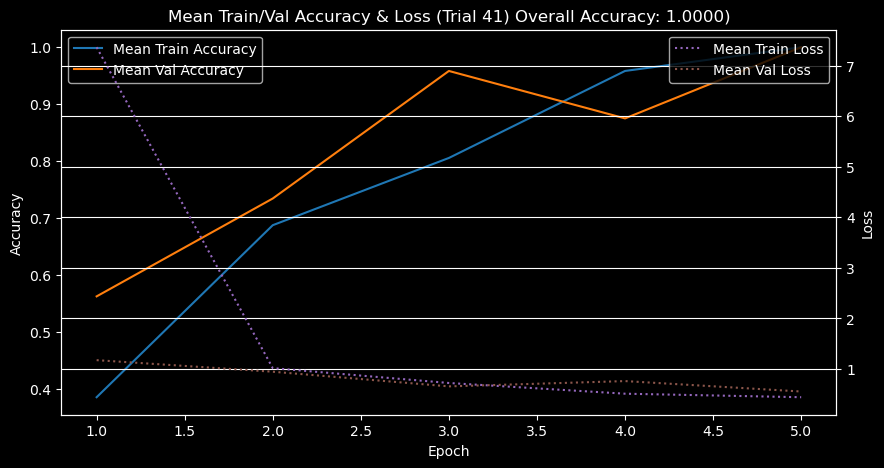 Mean Train/Val Accuracy & Loss (Trial 41) Overall Accuracy: 1.0000)
Mean Train Accuracy
Mean Val Accuracy
Mean Train Loss
Mean Val Loss
Accuracy
1.0
0.9
0.8
0.7
0.6
0.5
0.4
7
6
5
4
3
2
1
Loss
1.0 1.5 2.0 2.5 3.0 3.5 4.0 4.5 5.0
Epoch